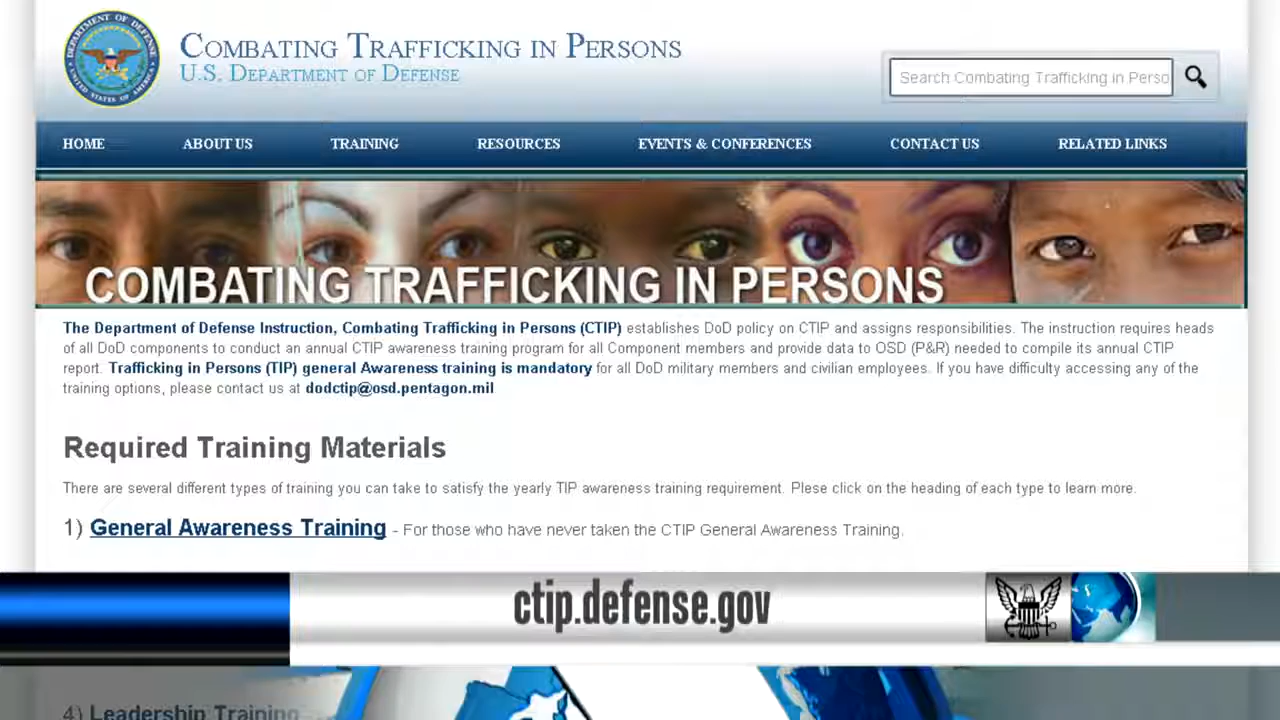 DEPARTMENT OF DEFENSE
UNITED STATES OF AMERICA
COMBATING TRAFFICKING IN PERSONS
U.S. DEPARTMENT OF DEFENSE
Search Combating Trafficking in Perso
HOME ABOUT US TRAINING RESOURCES EVENTS & CONFERENCES CONTACT US RELATED LINKS
COMBATING TRAFFICKING IN PERSONS
The Department of Defense Instruction, Combating Trafficking in Persons (CTIP) establishes DoD policy on CTIP and assigns responsibilities. The instruction requires heads
of all DoD components to conduct an annual CTIP awareness training program for all Component members and provide data to OSD (P&R) needed to compile its annual CTIP
report. Trafficking in Persons (TIP) general Awareness training is mandatory for all DoD military members and civilian employees. If you have difficulty accessing any of the
training options, please contact us at dodctip@osd.pentagon.mil
Required Training Materials
There are several different types of training you can take to satisfy the yearly TIP awareness training requirement. Plese click on the heading of each type to learn more.
1) General Awareness Training - For those who have never taken the CTIP General Awareness Training.
ctip.defense.gov
4) Leadership Training